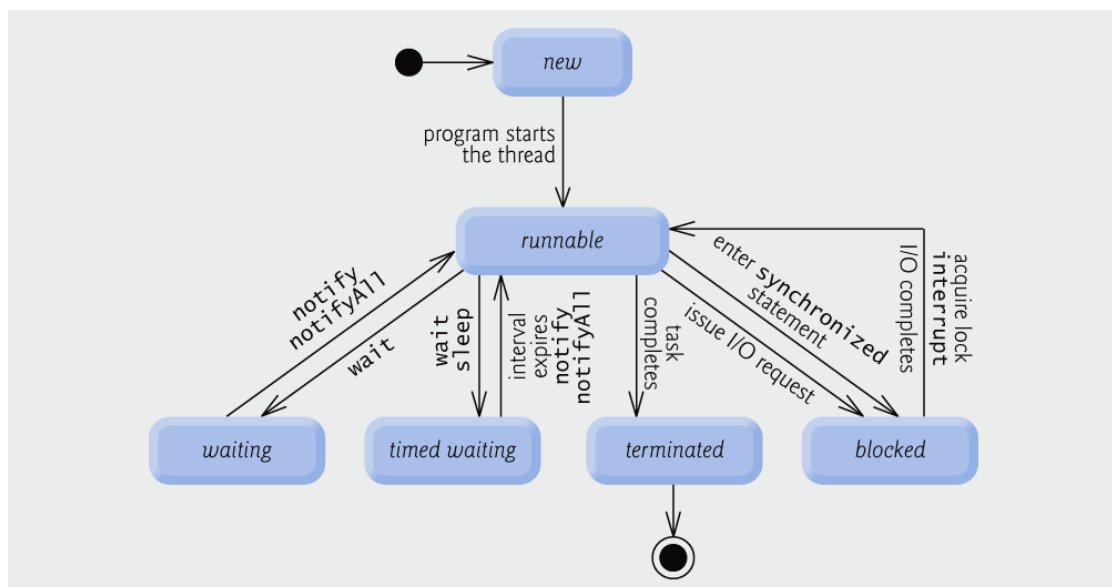 new
program starts
the thread
runnable
notify
notifyAll
wait
wait
sleep
interval
expires
notify
notifyAll
task
completes
enter synchronized
statement
issue I/O request
I/O completes
interrupt
acquire lock
waiting
timed waiting
terminated
blocked